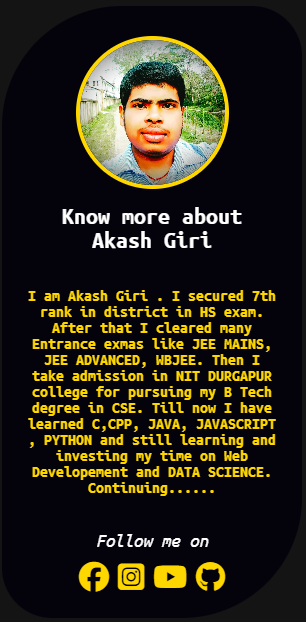 Know more about
Akash Giri
I am Akash Giri . I secured 7th
rank in district in HS exam.
After that I cleared many
Entrance exmas like JEE MAINS,
JEE ADVANCED, WBJEE. Then I
take admission in NIT DURGAPUR
college for pursuing my B Tech
degree in CSE. Till now I have
learned C,CPP, JAVA, JAVASCRIPT
, PYTHON and still learning and
investing my time on Web
Developement and DATA SCIENCE.
Continuing......
Follow me on